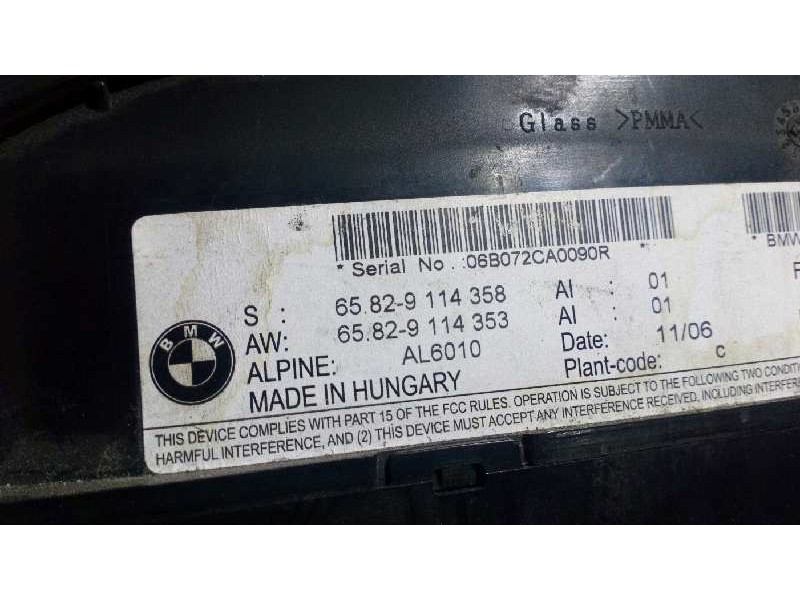 Glass >PMMA<
* Serial No .:06B072CA0090R *
* BMW
S : 65.82-9 114 358 AI : 01
AW: 65.82-9 114 353 AI : 01
ALPINE: AL6010 Date: 11/06
MADE IN HUNGARY Plant-code: C
BMW
THIS DEVICE COMPLIES WITH PART 15 OF THE FCC RULES. OPERATION IS SUBJECT TO THE FOLLOWING TWO CONDITI
HARMFUL INTERFERENCE, AND (2) THIS DEVICE MUST ACCEPT ANY INTERFERENCE RECEIVED, INCLUDING INTERFERE